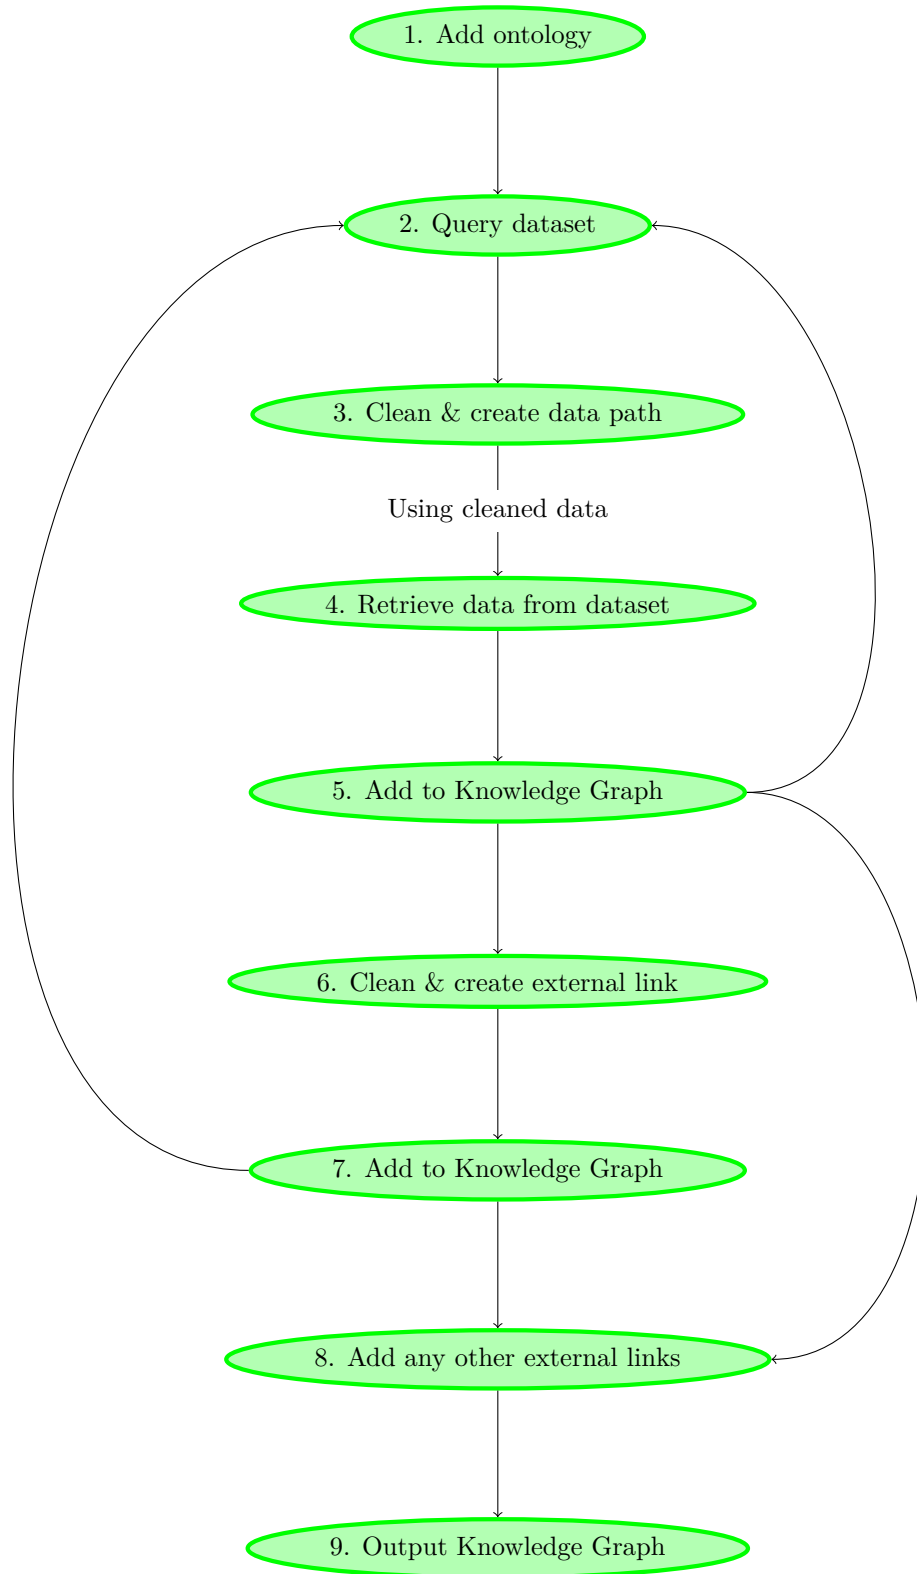 1. Add ontology
2. Query dataset
3. Clean & create data path
Using cleaned data
4. Retrieve data from dataset
5. Add to Knowledge Graph
6. Clean & create external link
7. Add to Knowledge Graph
8. Add any other external links
9. Output Knowledge Graph